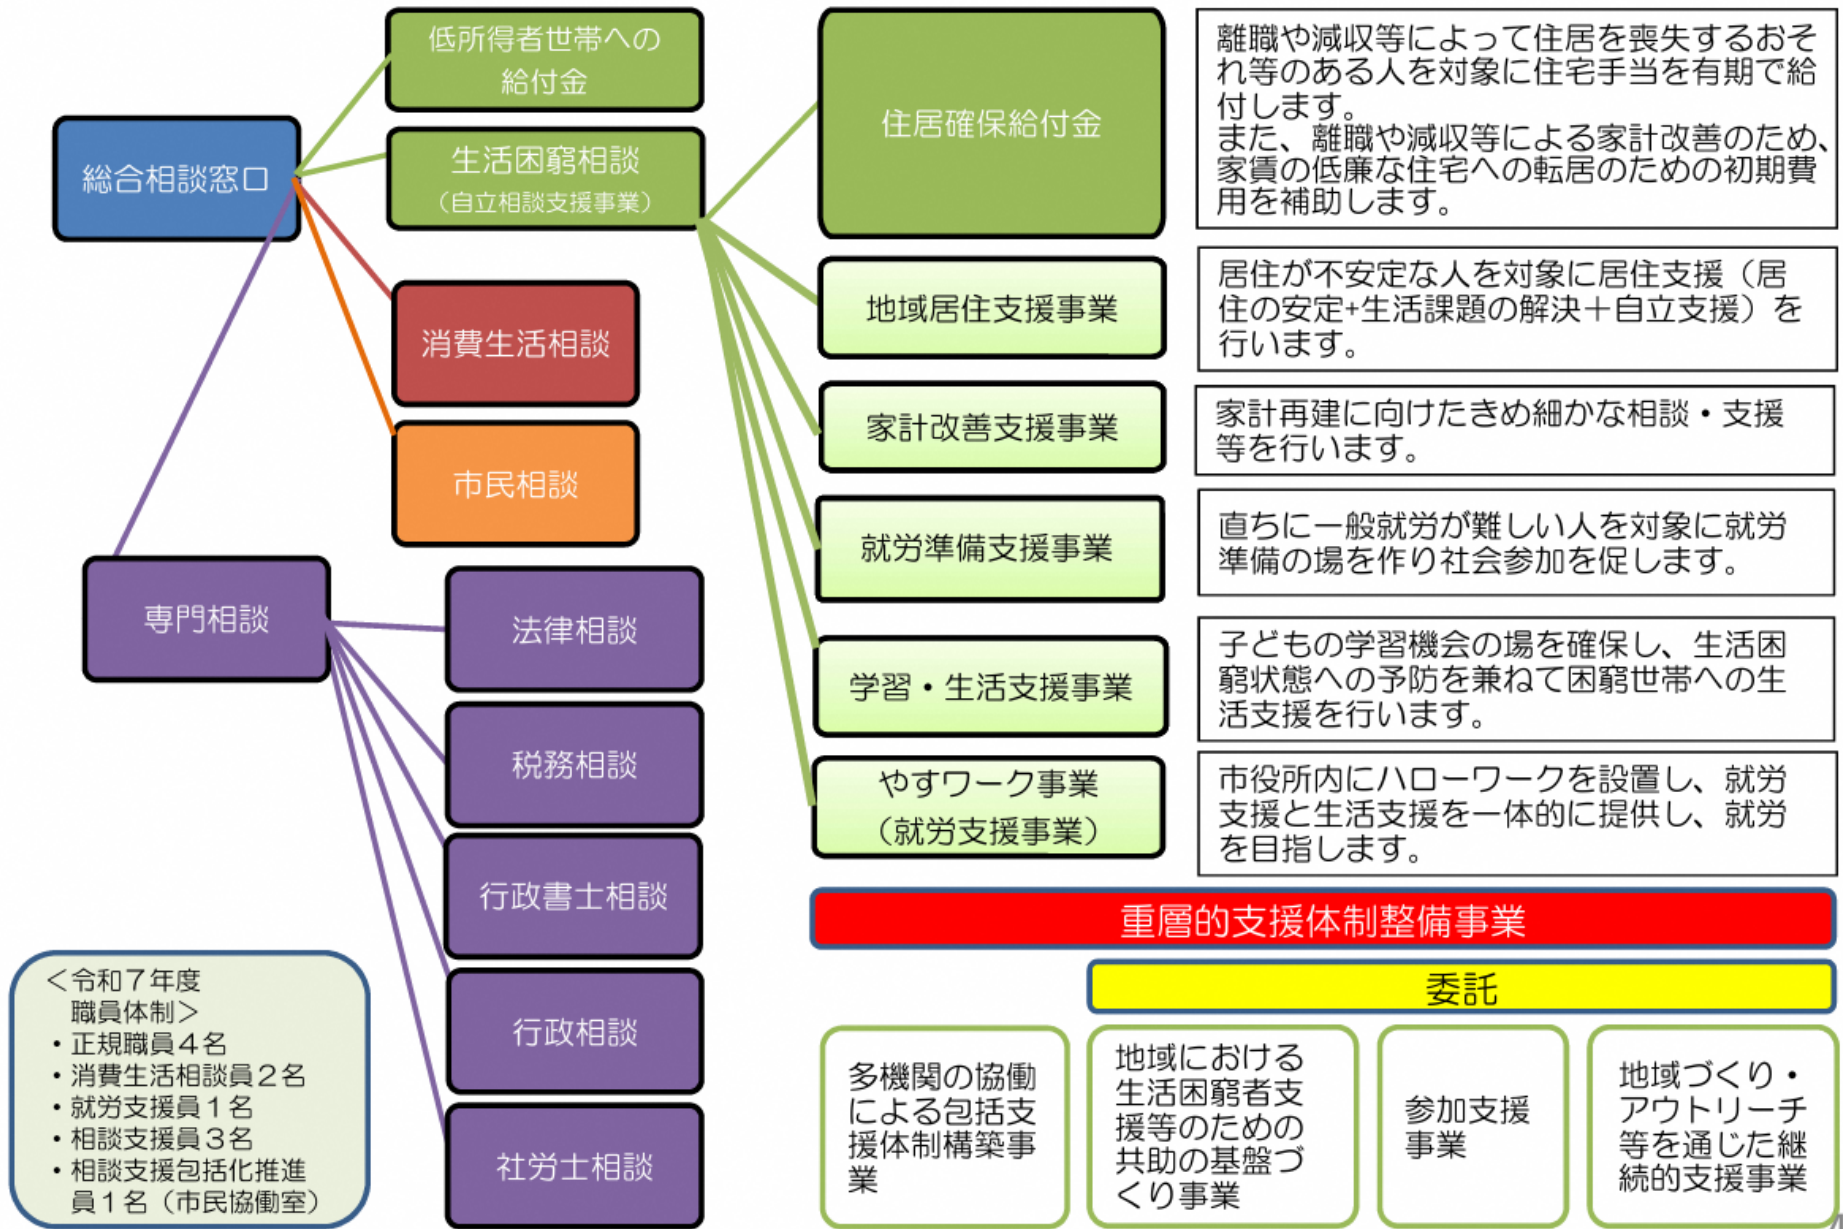 総合相談窓口
低所得者世帯への
給付金
生活困窮相談
（自立相談支援事業）
消費生活相談
市民相談
専門相談
法律相談
税務相談
行政書士相談
行政相談
社労士相談
＜令和７年度
職員体制＞
・正規職員４名
・消費生活相談員２名
・就労支援員１名
・相談支援員３名
・相談支援包括化推進
員１名（市民協働室）
住居確保給付金
離職や減収等によって住居を喪失するおそ
れ等のある人を対象に住宅手当を有期で給
付します。
また、離職や減収等による家計改善のため、
家賃の低廉な住宅への転居のための初期費
用を補助します。
地域居住支援事業
居住が不安定な人を対象に居住支援（居
住の安定+生活課題の解決＋自立支援）を
行います。
家計改善支援事業
家計再建に向けたきめ細かな相談・支援
等を行います。
就労準備支援事業
直ちに一般就労が難しい人を対象に就労
準備の場を作り社会参加を促します。
学習・生活支援事業
子どもの学習機会の場を確保し、生活困
窮状態への予防を兼ねて困窮世帯への生
活支援を行います。
やすワーク事業
（就労支援事業）
市役所内にハローワークを設置し、就労
支援と生活支援を一体的に提供し、就労
を目指します。
重層的支援体制整備事業
委託
多機関の協働
による包括支
援体制構築事
業
地域における
生活困窮者支
援等のための
共助の基盤づ
くり事業
参加支援
事業
地域づくり・
アウトリーチ
等を通じた継
続的支援事業